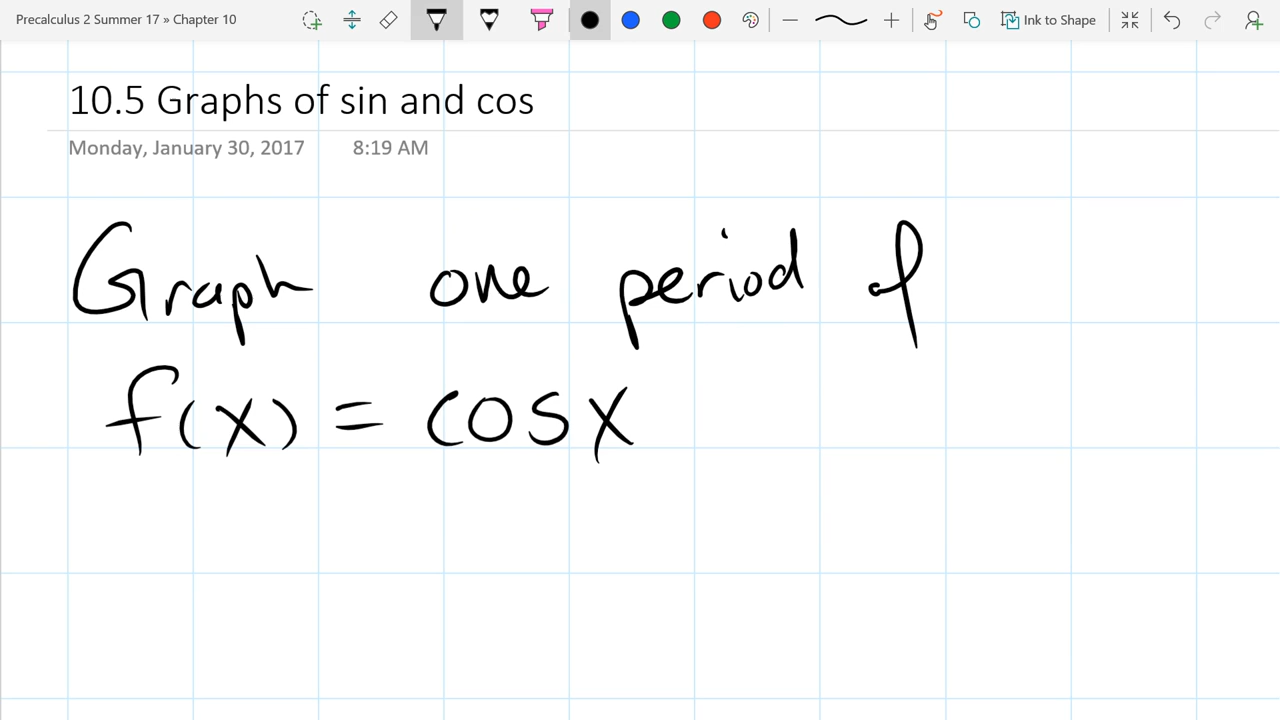 Precalculus 2 Summer 17 » Chapter 10
Ink to Shape
10.5 Graphs of sin and cos
Monday, January 30, 2017 8:19 AM
Graph one period of
f(x) = cos x